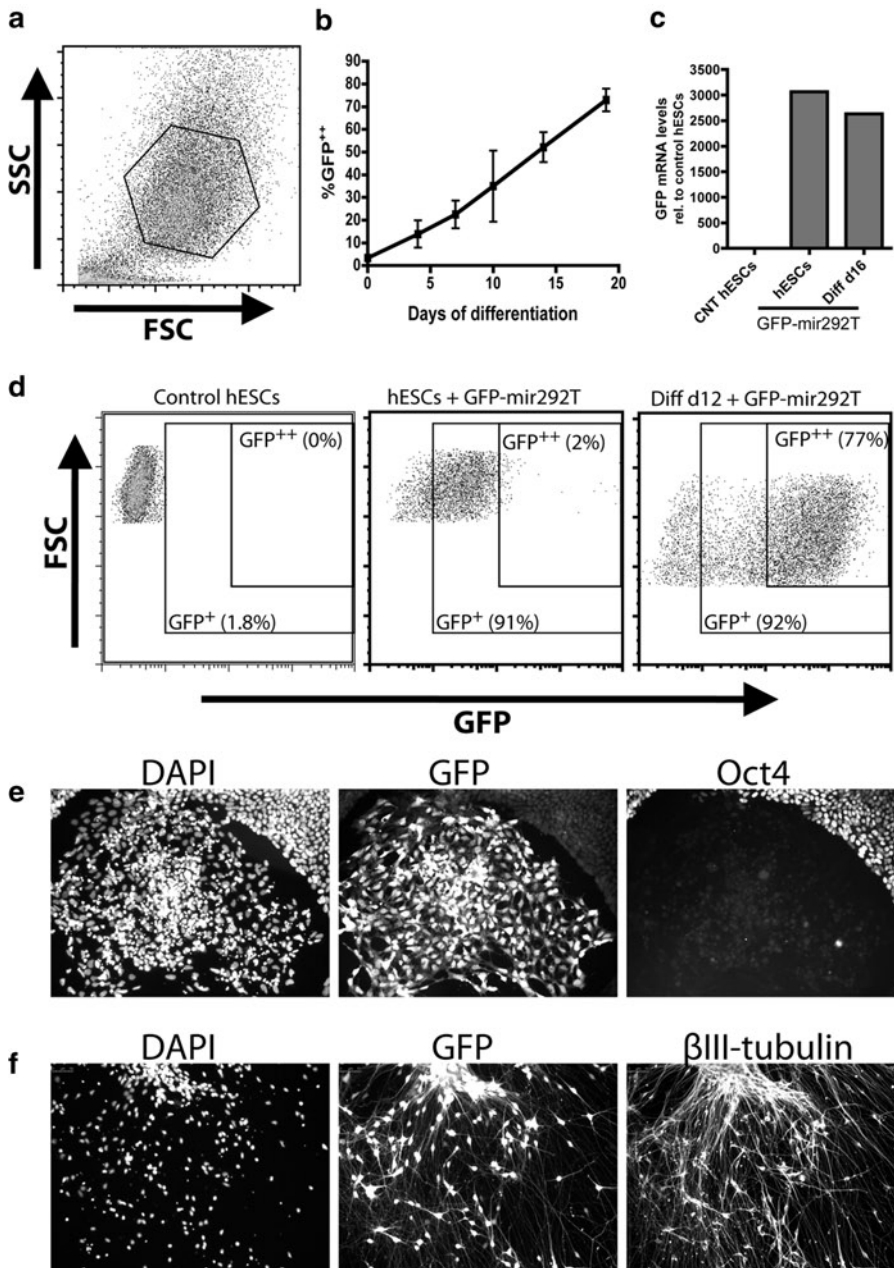 a
SSC
FSC
b
%GFP++
90
80
70
60
50
40
30
20
10
0
0 5 10 15 20
Days of differentiation
c
GFP mRNA levels
rel. to control hESCs
3500
3000
2500
2000
1500
1000
500
0
CNT hESCs
hESCs
Diff d16
GFP-mir292T
d
FSC
Control hESCs
GFP++ (0%)
GFP+ (1.8%)
hESCs + GFP-mir292T
GFP++ (2%)
GFP+ (91%)
Diff d12 + GFP-mir292T
GFP++ (77%)
GFP+ (92%)
GFP
e
DAPI GFP Oct4
f
DAPI GFP βIII-tubulin